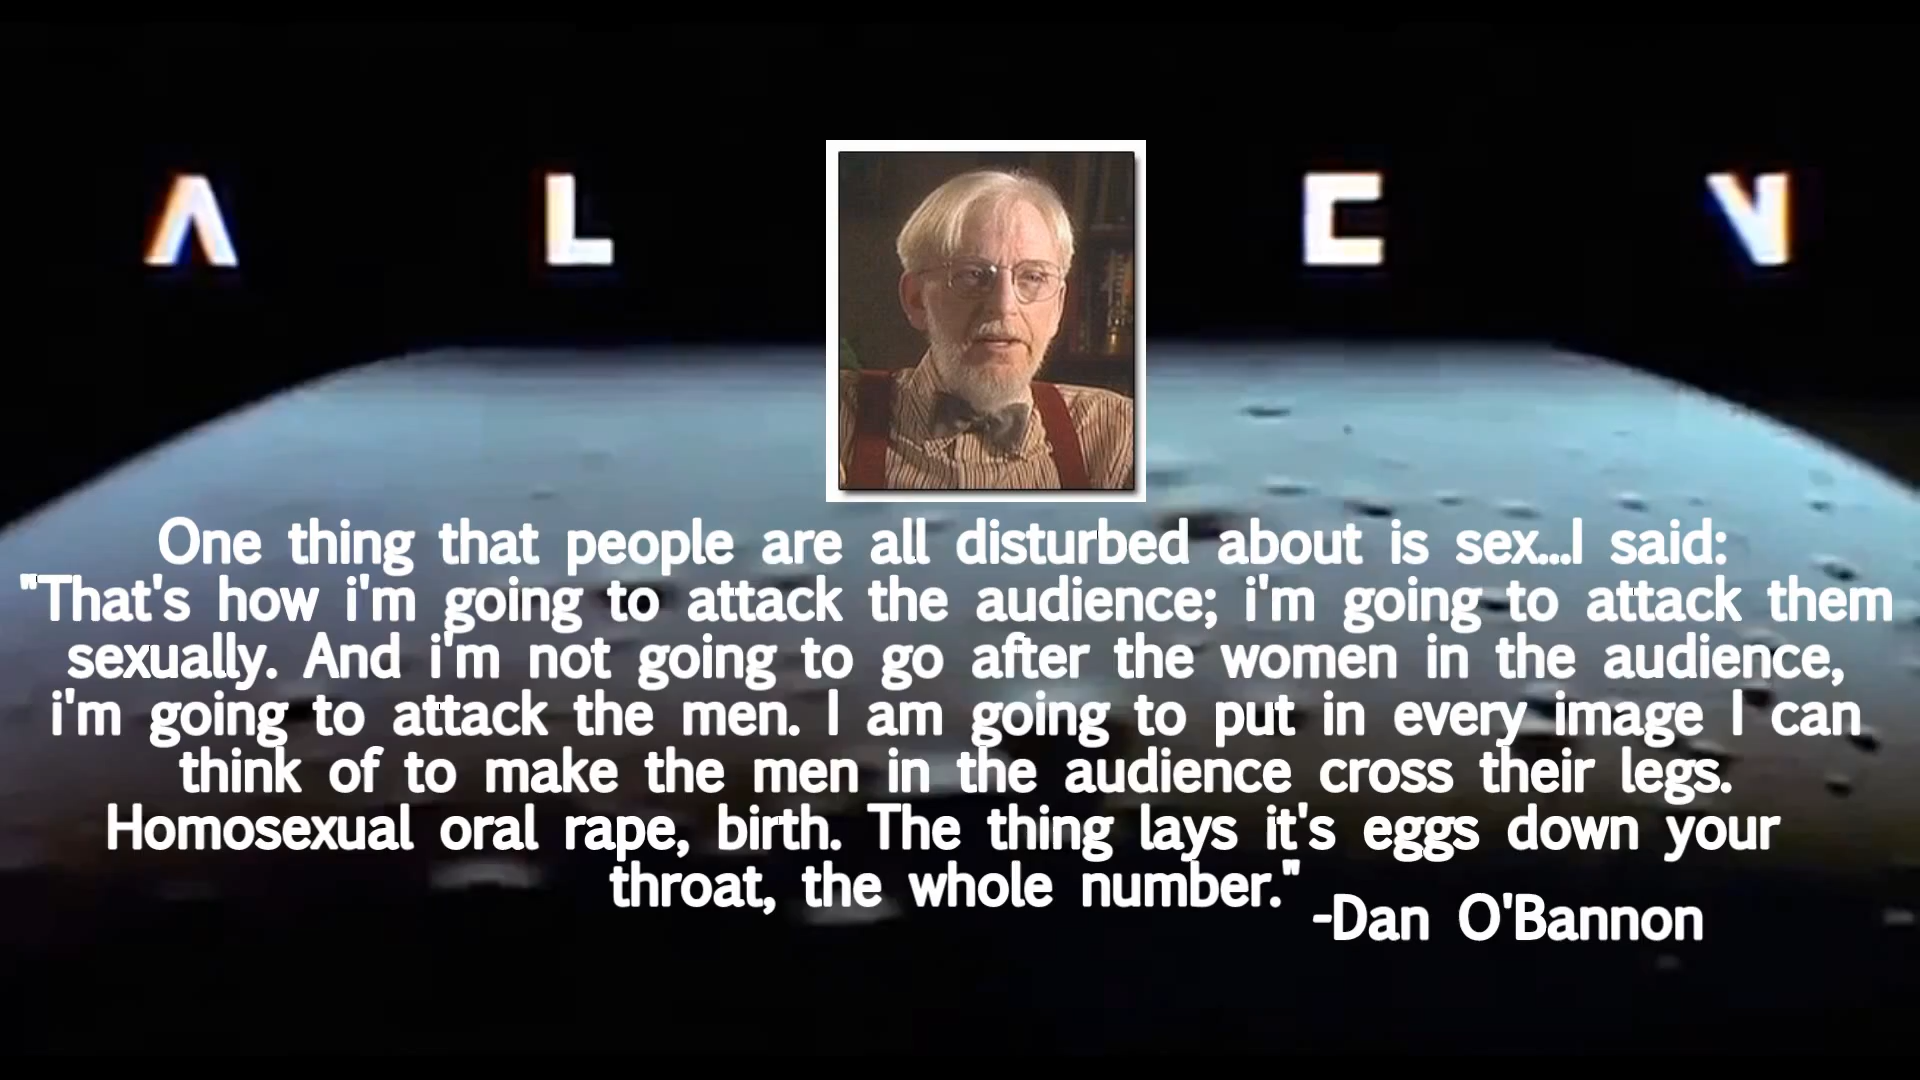 A L E N
One thing that people are all disturbed about is sex...I said:
"That's how i'm going to attack the audience; i'm going to attack them
sexually. And i'm not going to go after the women in the audience,
i'm going to attack the men. I am going to put in every image I can
think of to make the men in the audience cross their legs.
Homosexual oral rape, birth. The thing lays it's eggs down your
throat, the whole number."
-Dan O'Bannon